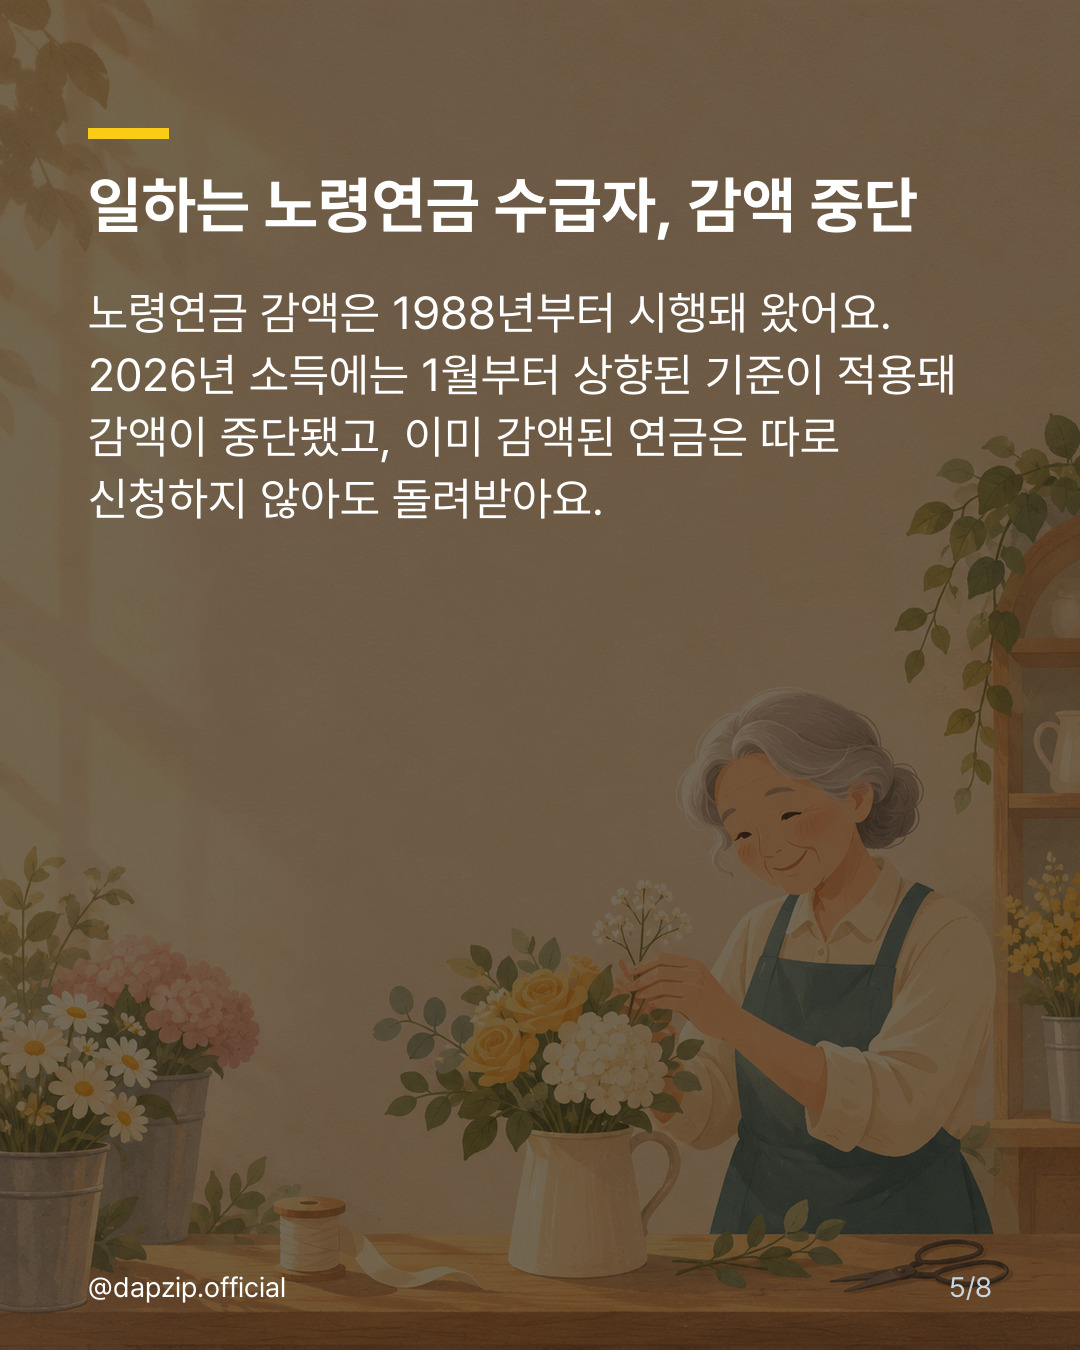 일하는 노령연금 수급자, 감액 중단
노령연금 감액은 1988년부터 시행돼 왔어요.
2026년 소득에는 1월부터 상향된 기준이 적용돼
감액이 중단됐고, 이미 감액된 연금은 따로
신청하지 않아도 돌려받아요.
@dapzip.official
5/8